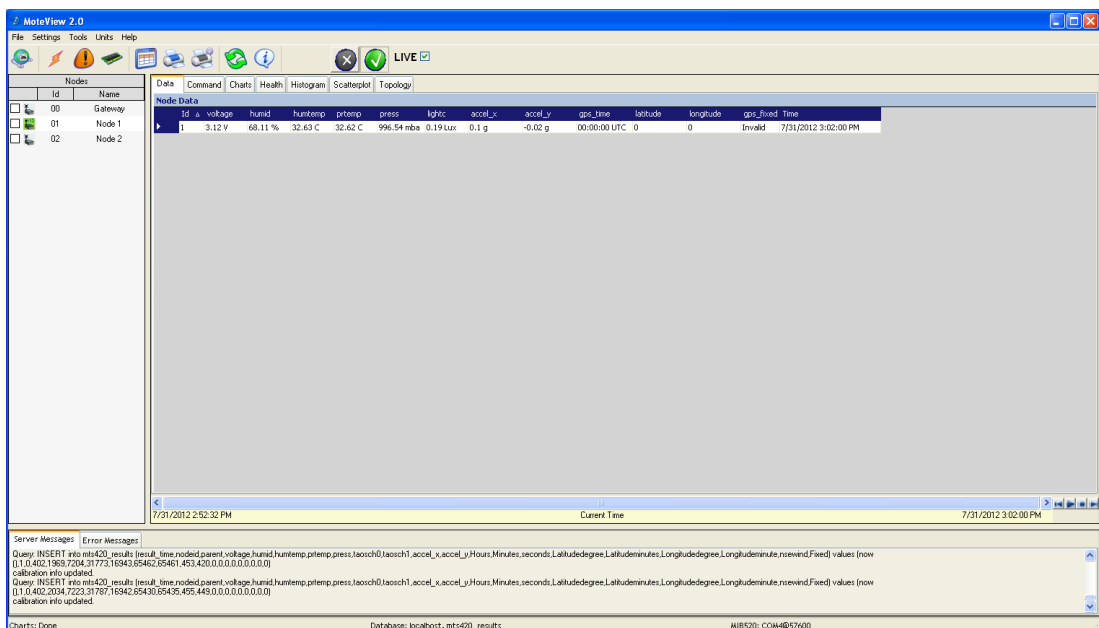 MoteView 2.0
File Settings Tools Units Help
LIVE
Nodes
Id Name
00 Gateway
01 Node 1
02 Node 2
Data Command Charts Health Histogram Scatterplot Topology
Node Data
Id voltage humid humtemp prtemp press lightc accel_x accel_y gps_time latitude longitude gps_fixed Time
1 3.12 V 68.11 % 32.63 C 32.62 C 996.54 mba 0.19 Lux 0.1 g -0.02 g 00:00:00 UTC 0 0 Invalid 7/31/2012 3:02:00 PM
7/31/2012 2:52:32 PM Current Time 7/31/2012 3:02:00 PM
Server Messages Error Messages
Query: INSERT into mts420_results (result_time,nodeid,parent,voltage,humid,humtemp,prtemp,press,taosch0,taosch1,accel_x,accel_y,Hours,Minutes,seconds,Latitudedegree,Latitudeminutes,Longitudedegree,Longitudeminute,nsewind,Fixed) values (now
(),1,0,402,1969,7204,31773,16943,65462,65461,453,420,0,0,0,0,0,0,0,0,0)
calibration info updated.
Query: INSERT into mts420_results (result_time,nodeid,parent,voltage,humid,humtemp,prtemp,press,taosch0,taosch1,accel_x,accel_y,Hours,Minutes,seconds,Latitudedegree,Latitudeminutes,Longitudedegree,Longitudeminute,nsewind,Fixed) values (now
(),1,0,402,2034,7223,31787,16942,65430,65435,455,449,0,0,0,0,0,0,0,0,0)
calibration info updated.
Charts: Done Database: localhost, mts420_results MIB520: COM4@57600